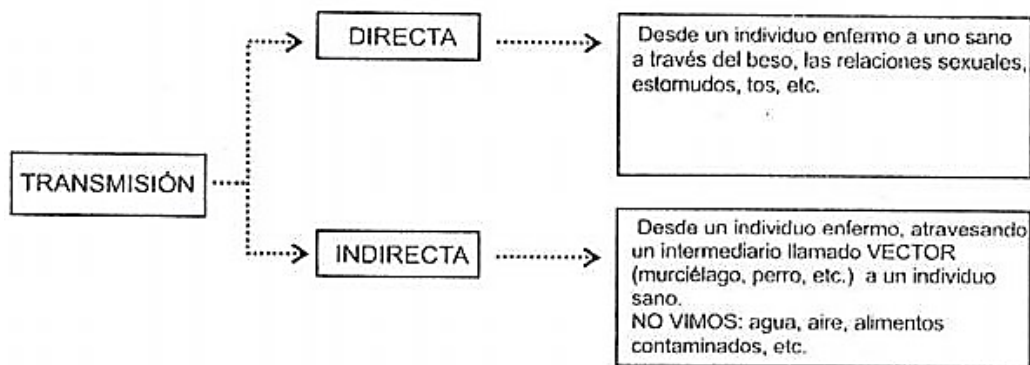 TRANSMISIÓN
DIRECTA
Desde un individuo enfermo a uno sano
a través del beso, las relaciones sexuales,
estornudos, tos, etc.
INDIRECTA
Desde un individuo enfermo, atravesando
un intermediario llamado VECTOR
(murciélago, perro, etc.) a un individuo
sano.
NO VIMOS: agua, aire, alimentos
contaminados, etc.